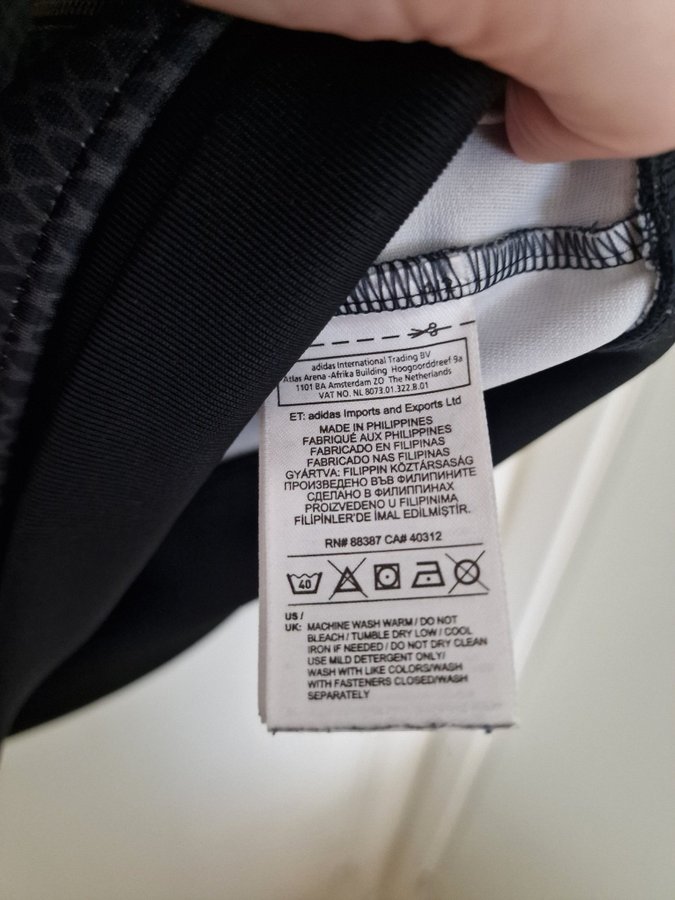 adidas International Trading BV
Atlas Arena -Afrika Building Hoogoorddreef 9a
1101 BA Amsterdam ZO The Netherlands
VAT NO. NL 8073.01.322.B.01
ET: adidas Imports and Exports Ltd
MADE IN PHILIPPINES
FABRIQUÉ AUX PHILIPPINES
FABRICADO EN FILIPINAS
FABRICADO NAS FILIPINAS
GYÁRTVA: FILIPPIN KÖZTÁRSASÁG
ПРОИЗВЕДЕНО ВЪВ ФИЛИПИНИТЕ
СДЕЛАНО В ФИЛИППИНАХ
PROIZVEDENO U FILIPINIMA
FİLİPİNLER'DE İMAL EDİLMİŞTİR.
RN# 88387 CA# 40312
40
US /
UK: MACHINE WASH WARM / DO NOT
BLEACH / TUMBLE DRY LOW / COOL
IRON IF NEEDED / DO NOT DRY CLEAN
USE MILD DETERGENT ONLY/
WASH WITH LIKE COLORS/WASH
WITH FASTENERS CLOSED/WASH
SEPARATELY